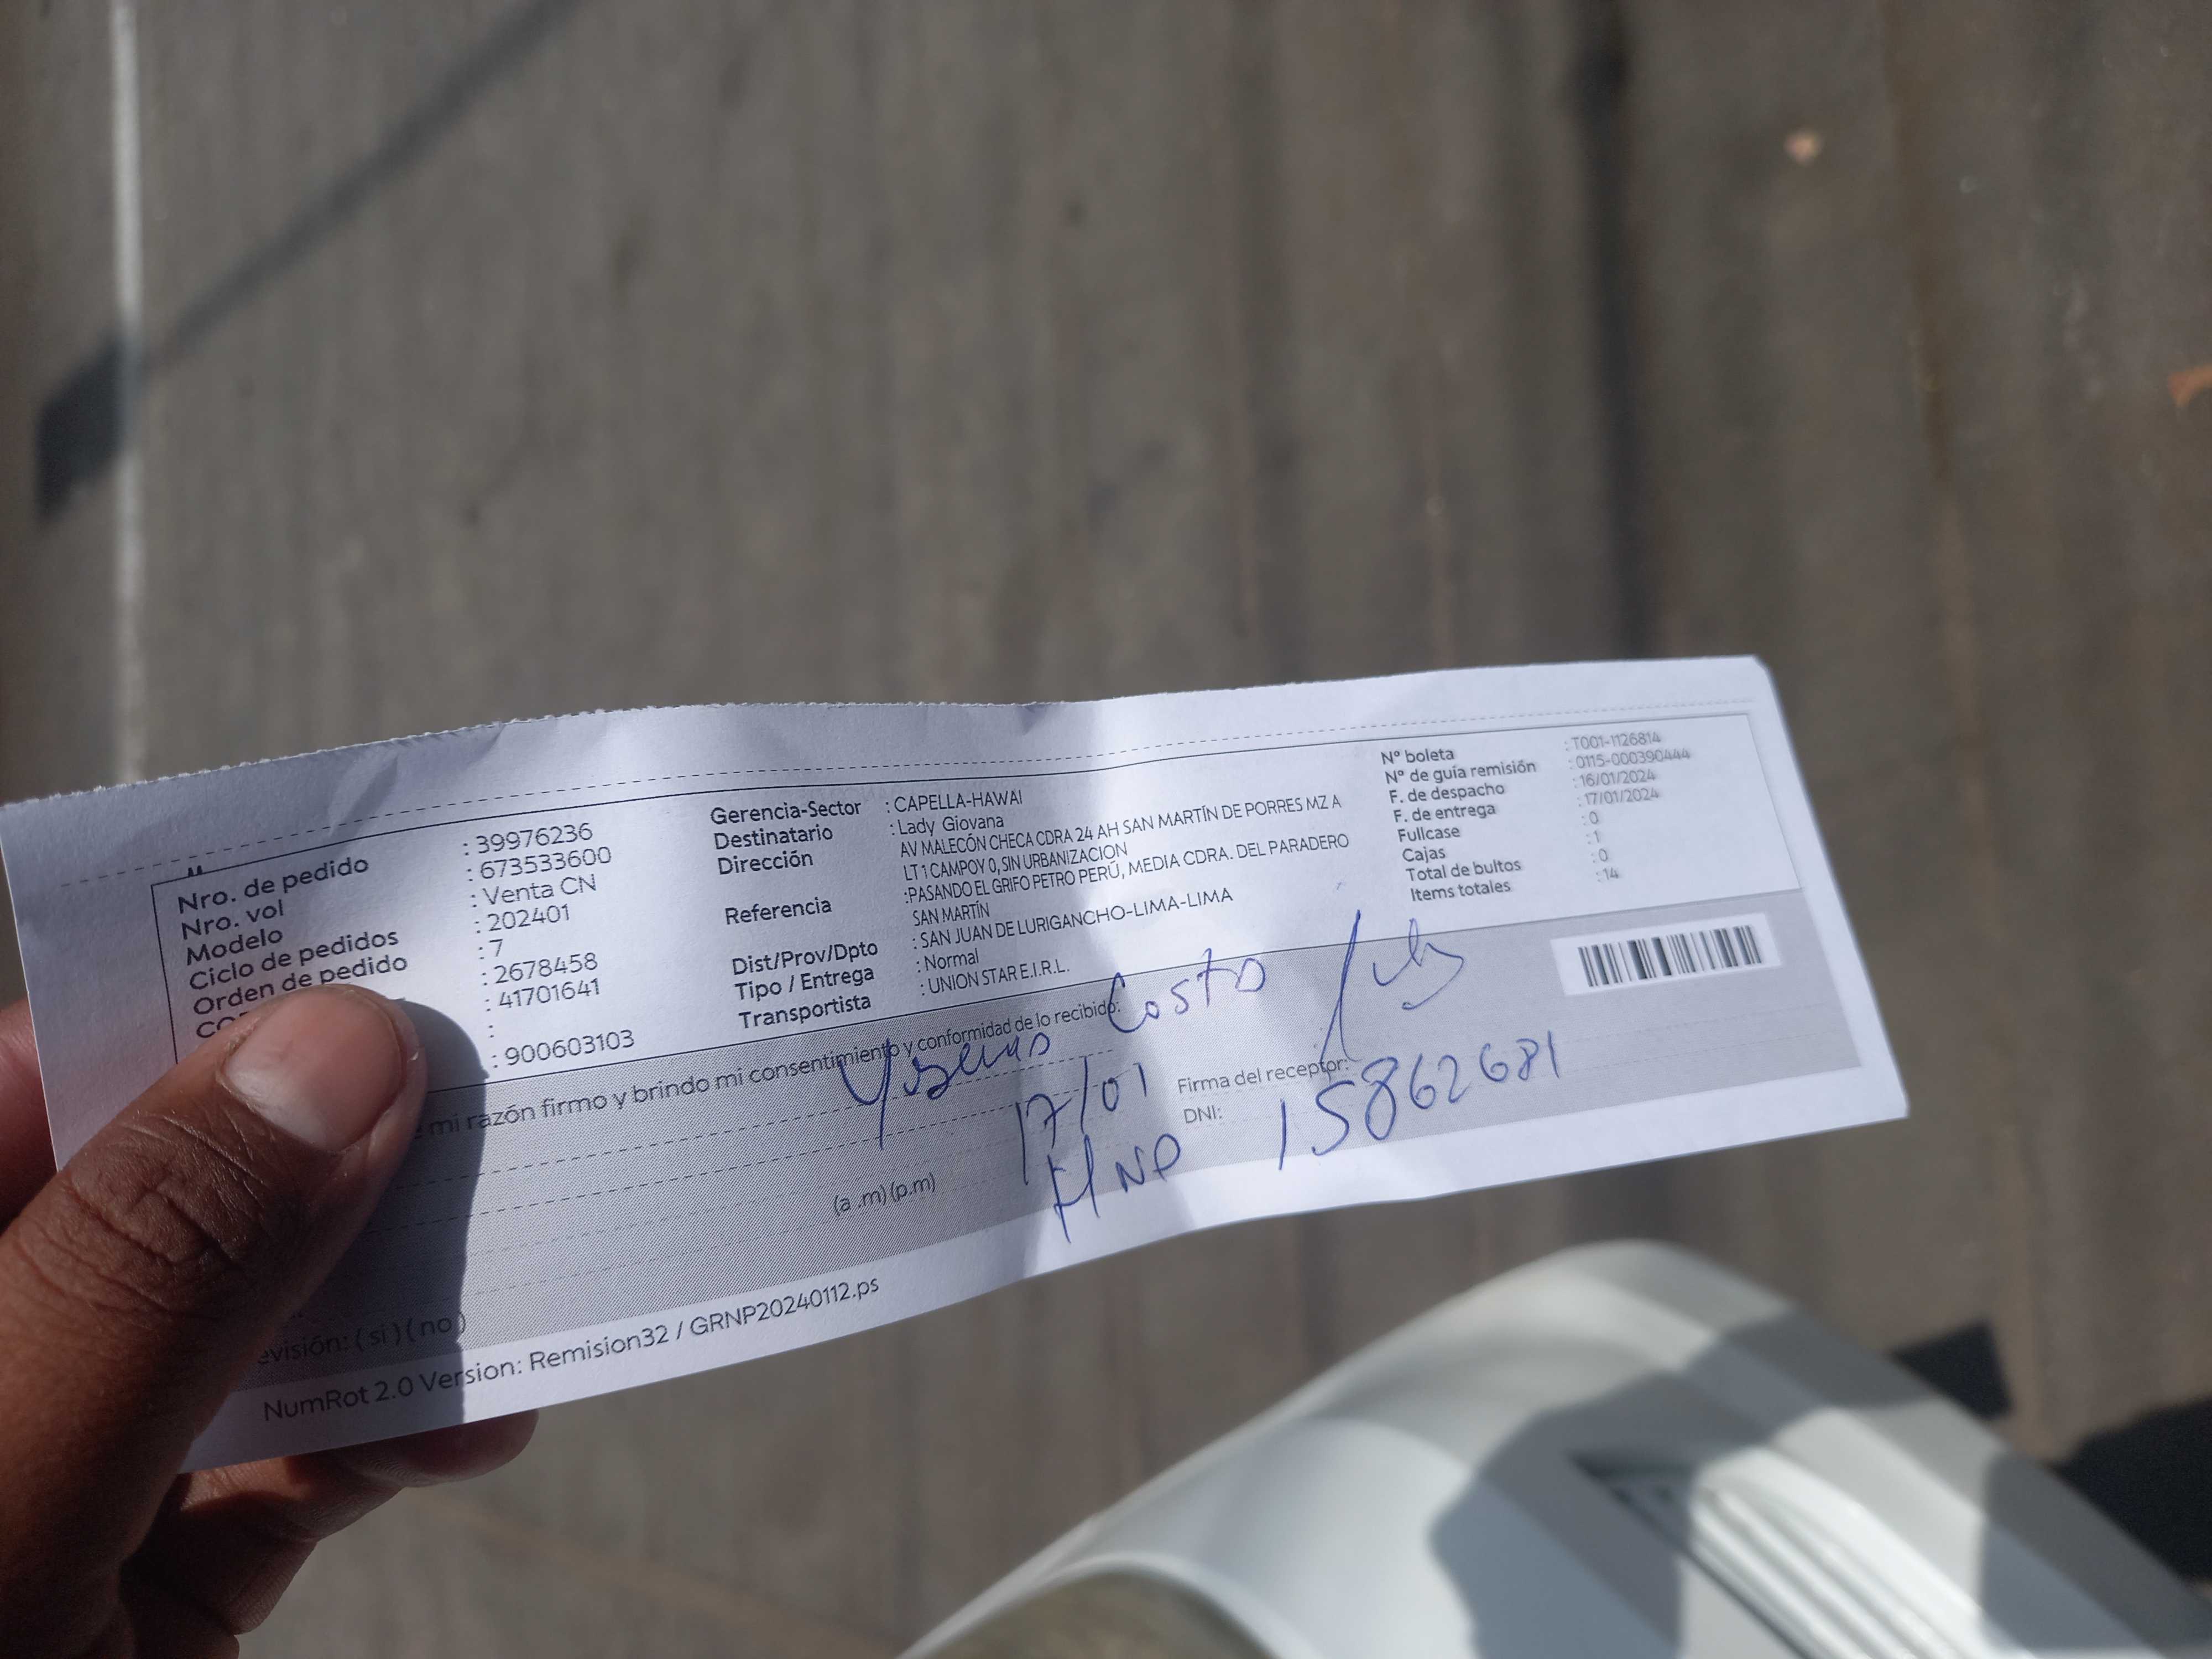 Nro. de pedido : 39976236
Nro. vol : 673533600
Modelo : Venta CN
Ciclo de pedidos : 202401
Orden de pedido : 7
: 2678458
: 41701641
:
: 900603103
Gerencia-Sector : CAPELLA-HAWAI
Destinatario : Lady Giovana
Dirección AV MALECÓN CHECA CDRA 24 AH SAN MARTÍN DE PORRES MZ A
LT 1 CAMPOY 0, SIN URBANIZACION
Referencia :PASANDO EL GRIFO PETRO PERÚ, MEDIA CDRA. DEL PARADERO
SAN MARTÍN
Dist/Prov/Dpto : SAN JUAN DE LURIGANCHO-LIMA-LIMA
Tipo / Entrega : Normal
Transportista : UNION STAR E.I.R.L.
N° boleta : T001-1126814
N° de guía remisión : 0115-000390444
F. de despacho : 16/01/2024
F. de entrega : 17/01/2024
Fullcase : 0
Cajas : 1
Total de bultos : 0
Items totales : 14
mi razón firmo y brindo mi consentimiento y conformidad de lo recibido:
Costo
17/01
Firma del receptor:
DNI: 15862681
(a .m) (p.m)
evisión: ( si ) ( no )
NumRot 2.0 Version: Remision32 / GRNP20240112.ps